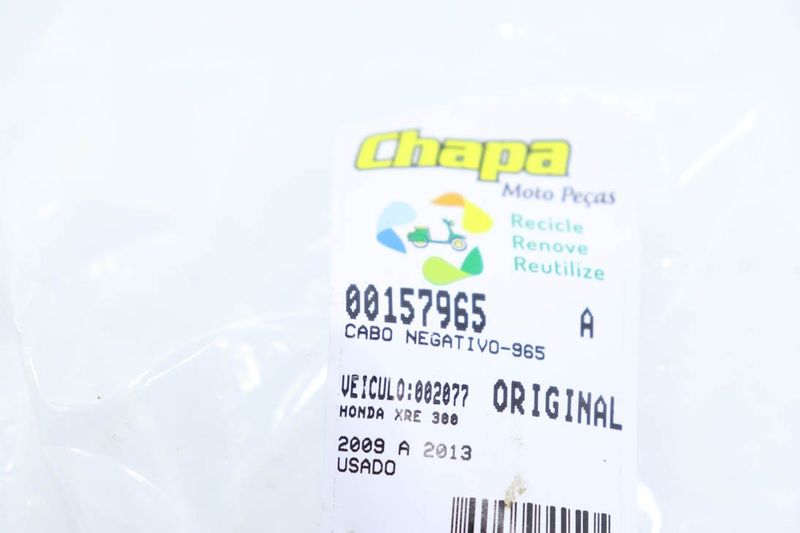 Chapa
Moto Peças
Recicle
Renove
Reutilize
00157965 A
CABO NEGATIVO-965
VEICULO:002077 ORIGINAL
HONDA XRE 300
2009 A 2013
USADO